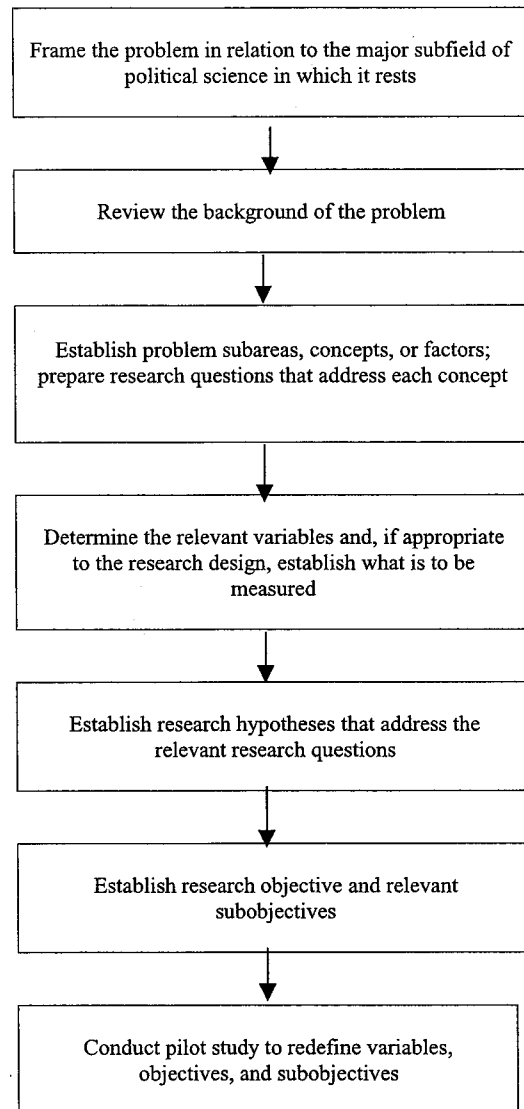 Frame the problem in relation to the major subfield of
political science in which it rests
Review the background of the problem
Establish problem subareas, concepts, or factors;
prepare research questions that address each concept
Determine the relevant variables and, if appropriate
to the research design, establish what is to be
measured
Establish research hypotheses that address the
relevant research questions
Establish research objective and relevant
subobjectives
Conduct pilot study to redefine variables,
objectives, and subobjectives